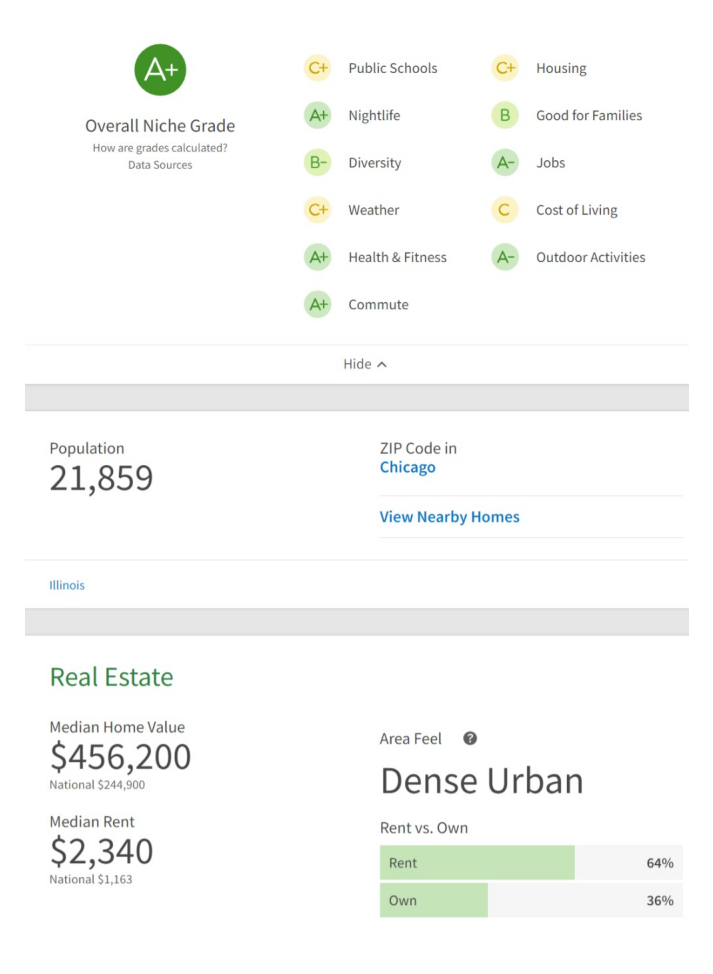 A+
Overall Niche Grade
How are grades calculated?
Data Sources
C+ Public Schools
C+ Housing
A+ Nightlife
B Good for Families
B- Diversity
A- Jobs
C+ Weather
C Cost of Living
A+ Health & Fitness
A- Outdoor Activities
A+ Commute
Hide
Population
21,859
ZIP Code in
Chicago
View Nearby Homes
Illinois
Real Estate
Median Home Value
$456,200
National $244,900
Median Rent
$2,340
National $1,163
Area Feel ?
Dense Urban
Rent vs. Own
Rent 64%
Own 36%